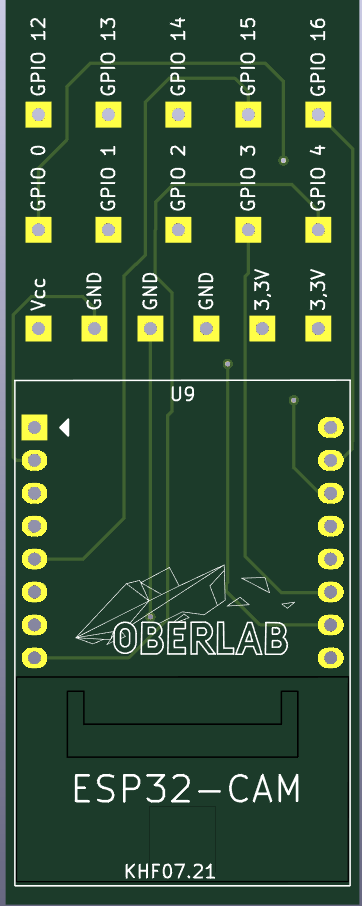 GPIO 12 GPIO 13 GPIO 14 GPIO 15 GPIO 16
GPIO 0 GPIO 1 GPIO 2 GPIO 3 GPIO 4
Vcc GND GND GND 3,3V 3,3V
U9
OBERLAB
ESP32-CAM
KHF07.21